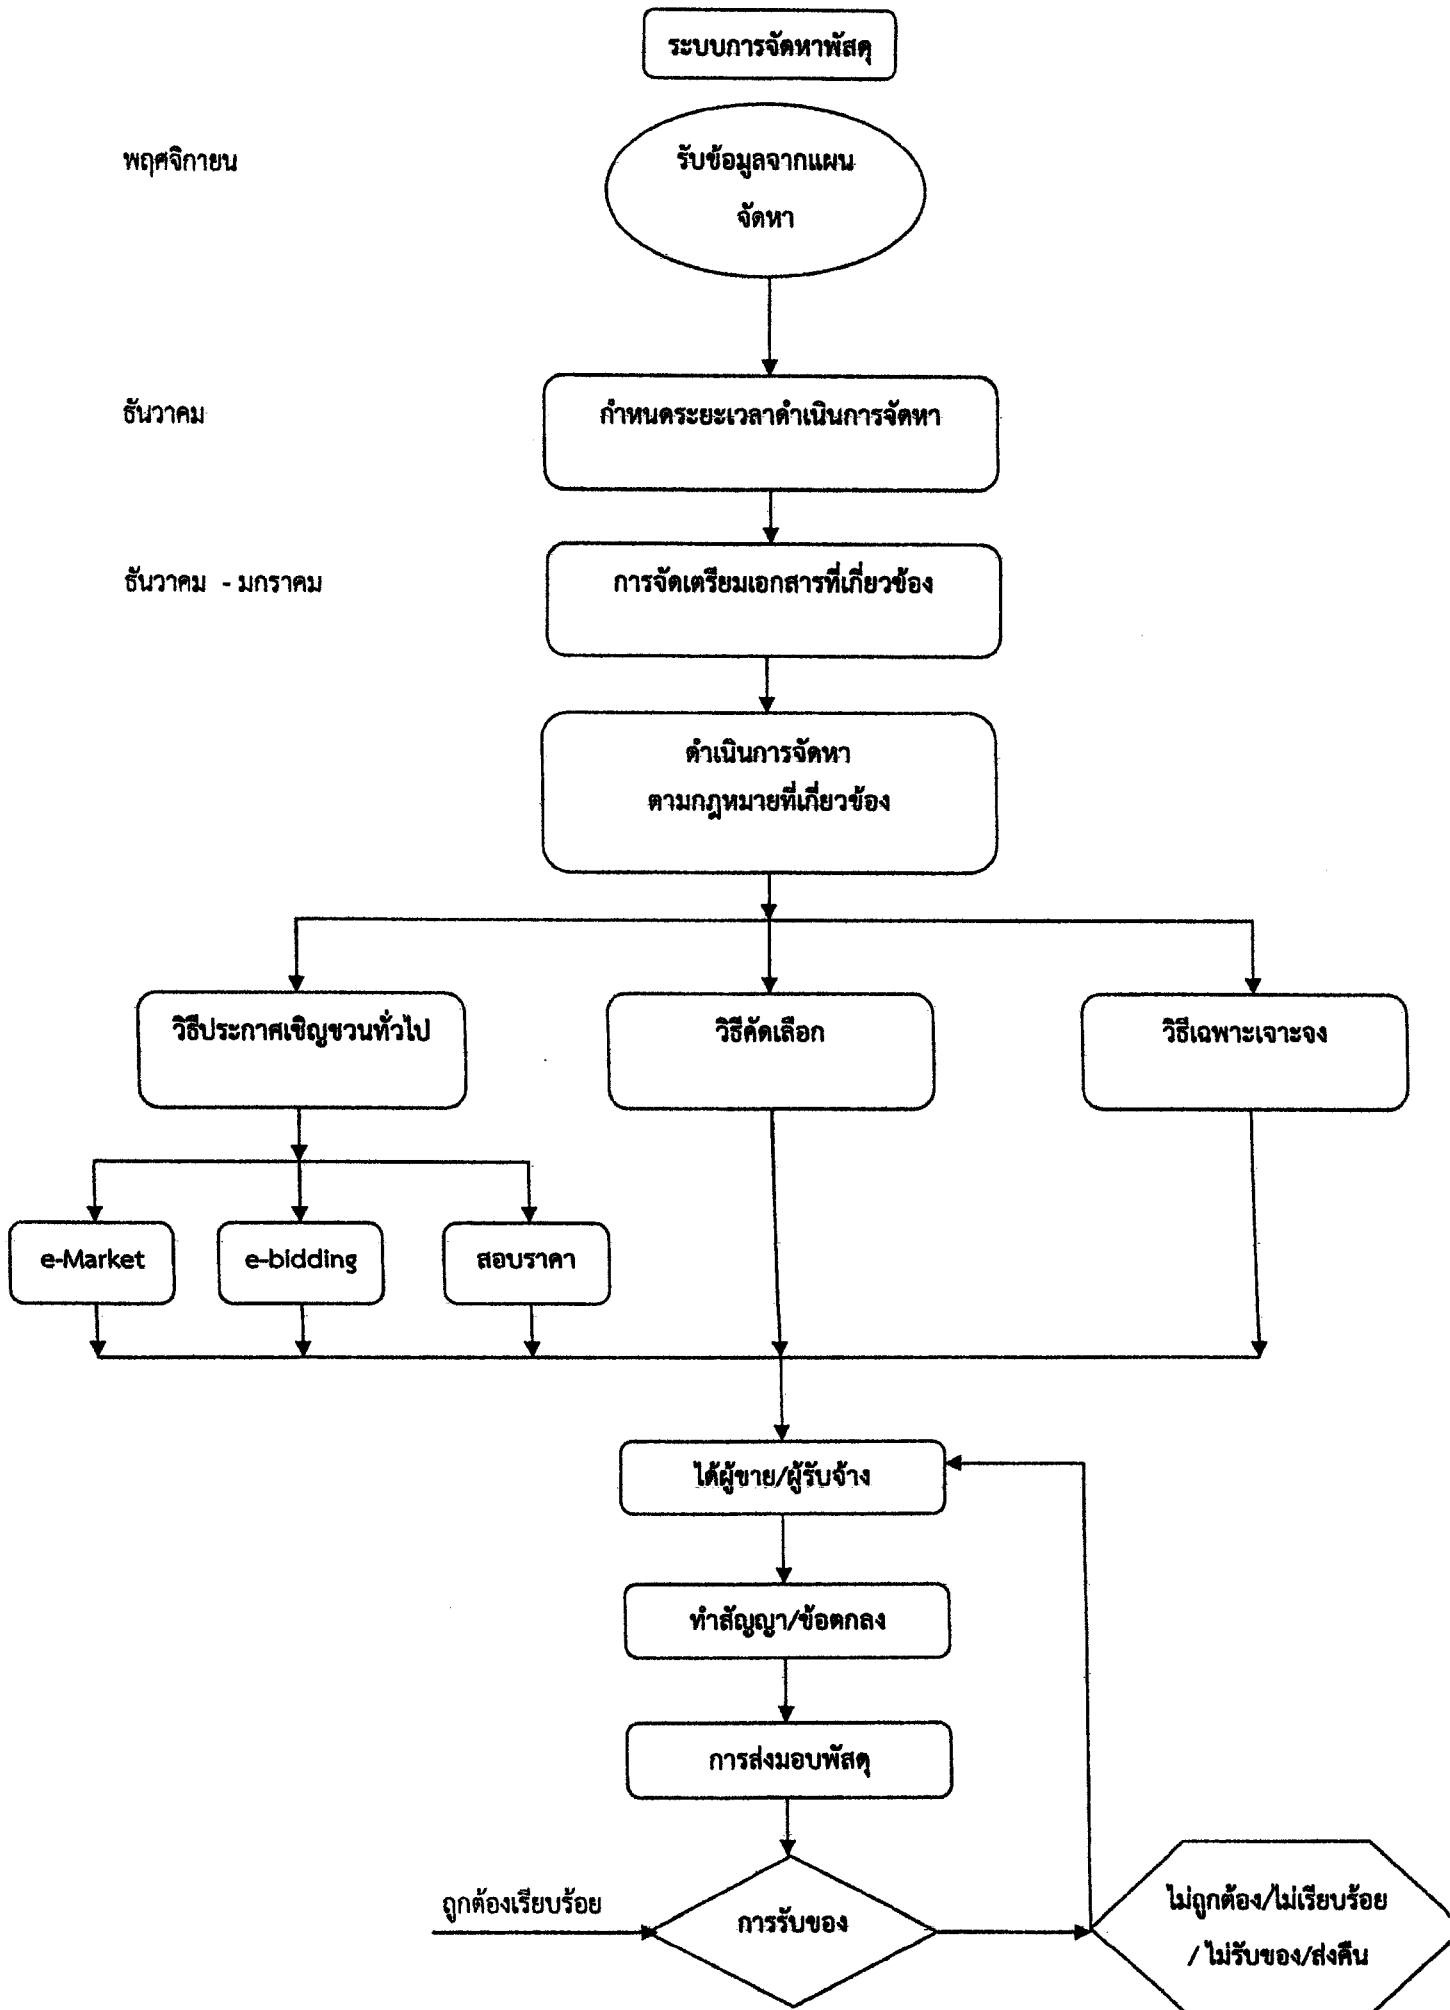 ระบบการจัดหาพัสดุ
พฤศจิกายน
รับข้อมูลจากแผน
จัดหา
ธันวาคม
กำหนดระยะเวลาดำเนินการจัดหา
ธันวาคม - มกราคม
การจัดเตรียมเอกสารที่เกี่ยวข้อง
ดำเนินการจัดหา
ตามกฎหมายที่เกี่ยวข้อง
วิธีประกาศเชิญชวนทั่วไป
วิธีคัดเลือก
วิธีเฉพาะเจาะจง
e-Market
e-bidding
สอบราคา
ได้ผู้ขาย/ผู้รับจ้าง
ทำสัญญา/ข้อตกลง
การส่งมอบพัสดุ
ถูกต้องเรียบร้อย
การรับของ
ไม่ถูกต้อง/ไม่เรียบร้อย
/ ไม่รับของ/ส่งคืน